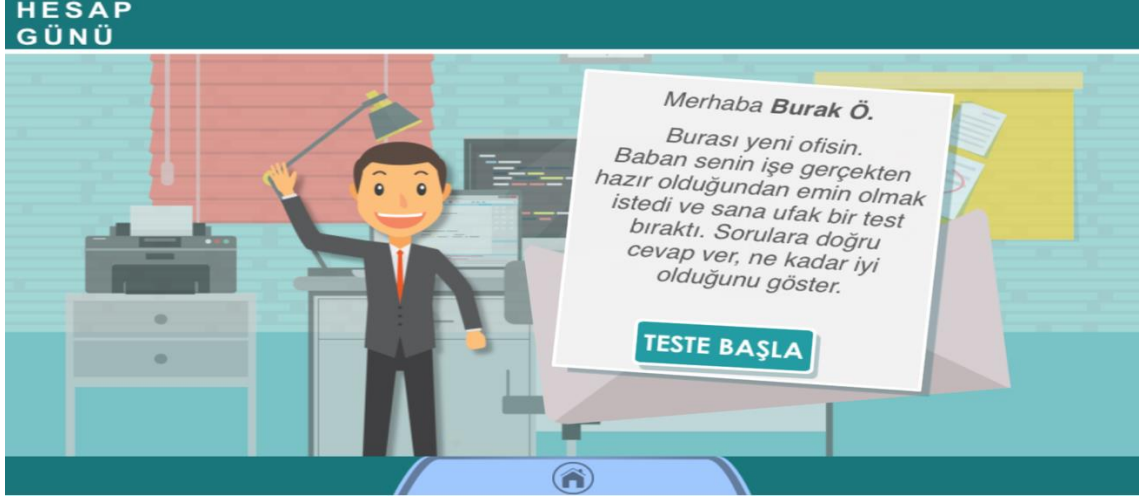 HESAP
GÜNÜ
Merhaba Burak Ö.
Burası yeni ofisin.
Baban senin işe gerçekten
hazır olduğundan emin olmak
istedi ve sana ufak bir test
bıraktı. Sorulara doğru
cevap ver, ne kadar iyi
olduğunu göster.
TESTE BAŞLA